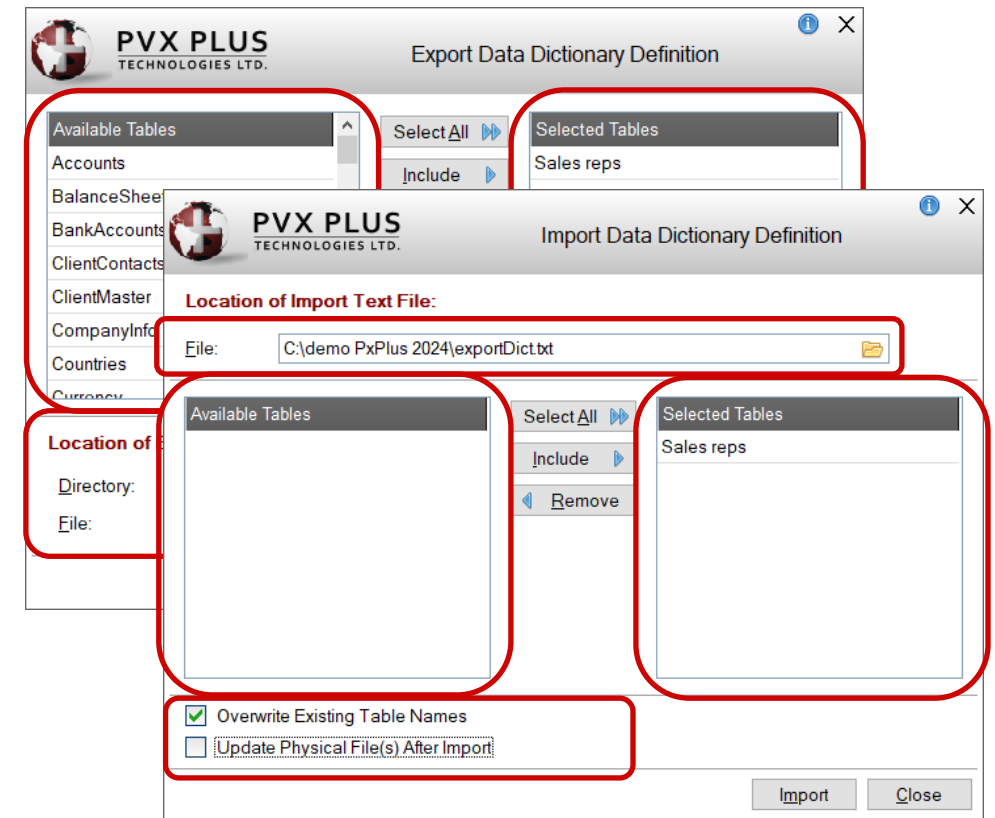 PVX PLUS
TECHNOLOGIES LTD.
Export Data Dictionary Definition
Available Tables
Accounts
BalanceShee
BankAccounts
ClientContacts
ClientMaster
CompanyInfo
Countries
Currency
Select All
Include
Selected Tables
Sales reps
Location of
Directory:
File:
PVX PLUS
TECHNOLOGIES LTD.
Import Data Dictionary Definition
Location of Import Text File:
File: C:\demo PxPlus 2024\exportDict.txt
Available Tables
Select All
Include
Remove
Selected Tables
Sales reps
Overwrite Existing Table Names
Update Physical File(s) After Import
Import Close